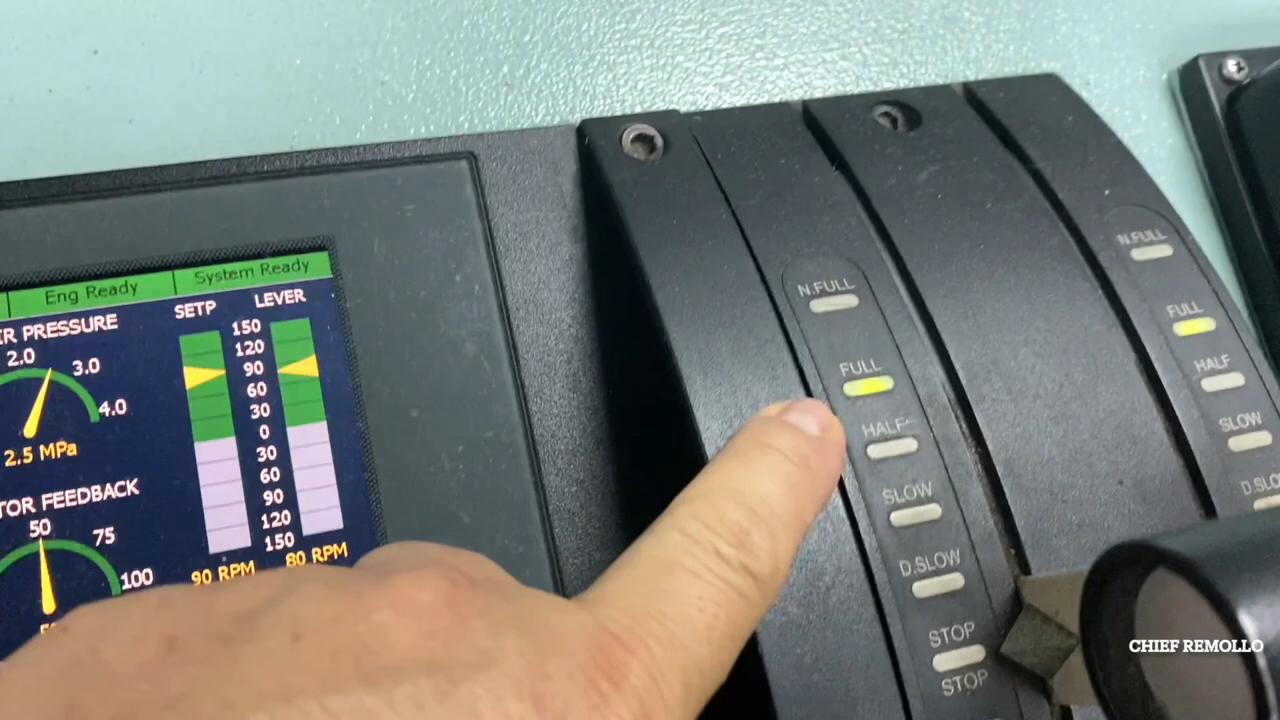 Eng Ready
System Ready
IR PRESSURE
2.0
3.0
4.0
2.5 MPa
TOR FEEDBACK
50
75
100
SETP
LEVER
150
120
90
60
30
0
30
60
90
120
150
90 RPM
80 RPM
N.FULL
FULL
HALF
SLOW
D.SLOW
STOP
STOP
N.FULL
FULL
HALF
SLOW
D.SLO
CHIEF REMOLLO